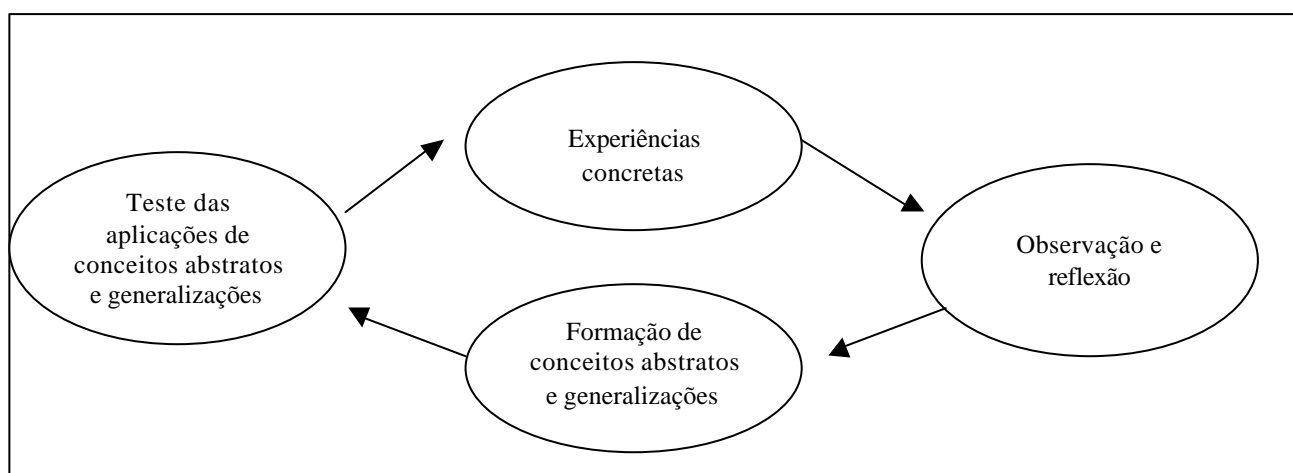 Experiências
concretas
Teste das
aplicações de
conceitos abstratos
e generalizações
Observação e
reflexão
Formação de
conceitos abstratos
e generalizações